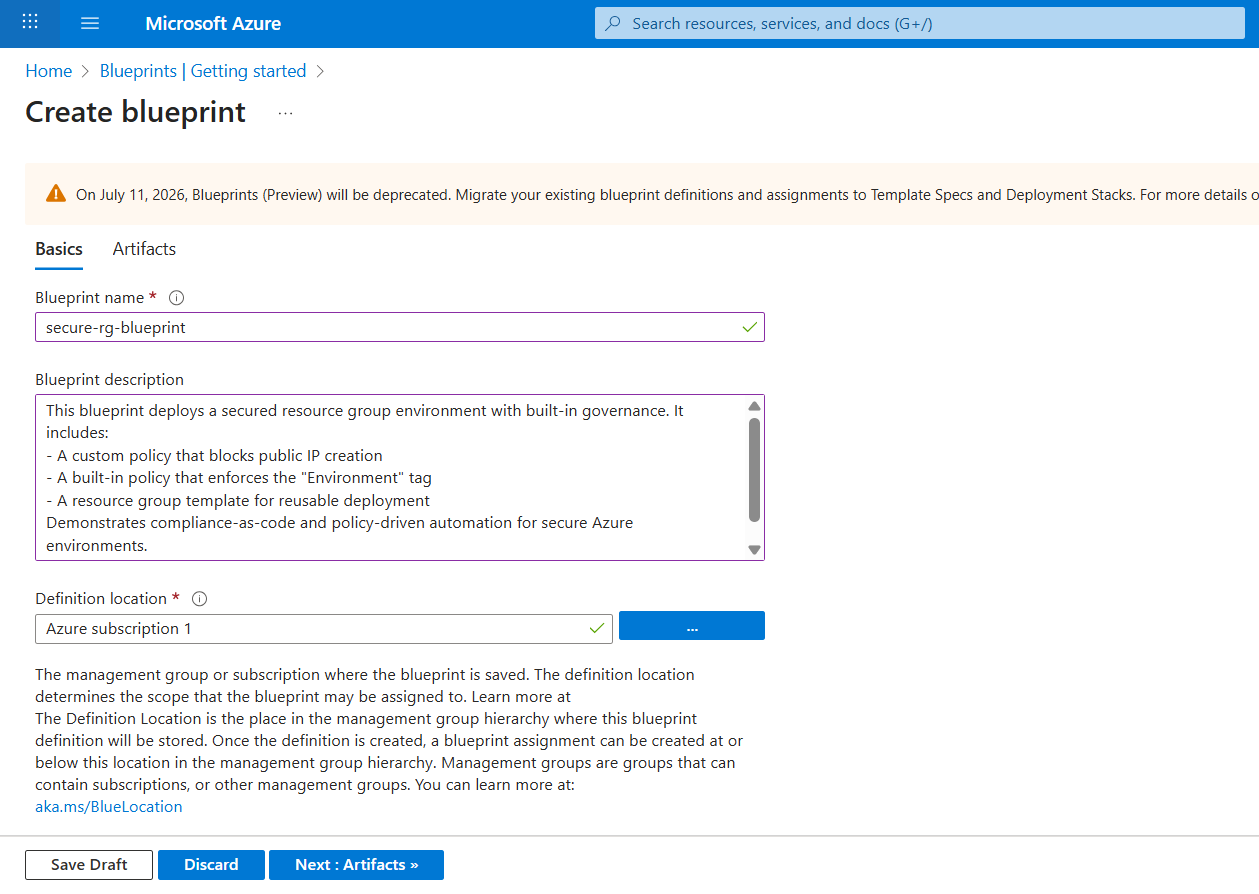 Microsoft Azure
Search resources, services, and docs (G+/)
Home > Blueprints | Getting started >
Create blueprint ...
On July 11, 2026, Blueprints (Preview) will be deprecated. Migrate your existing blueprint definitions and assignments to Template Specs and Deployment Stacks. For more details
Basics Artifacts
Blueprint name *
secure-rg-blueprint
Blueprint description
This blueprint deploys a secured resource group environment with built-in governance. It
includes:
- A custom policy that blocks public IP creation
- A built-in policy that enforces the "Environment" tag
- A resource group template for reusable deployment
Demonstrates compliance-as-code and policy-driven automation for secure Azure
environments.
Definition location *
Azure subscription 1
...
The management group or subscription where the blueprint is saved. The definition location
determines the scope that the blueprint may be assigned to. Learn more at
The Definition Location is the place in the management group hierarchy where this blueprint
definition will be stored. Once the definition is created, a blueprint assignment can be created at or
below this location in the management group hierarchy. Management groups are groups that can
contain subscriptions, or other management groups. You can learn more at:
aka.ms/BlueLocation
Save Draft Discard Next : Artifacts »